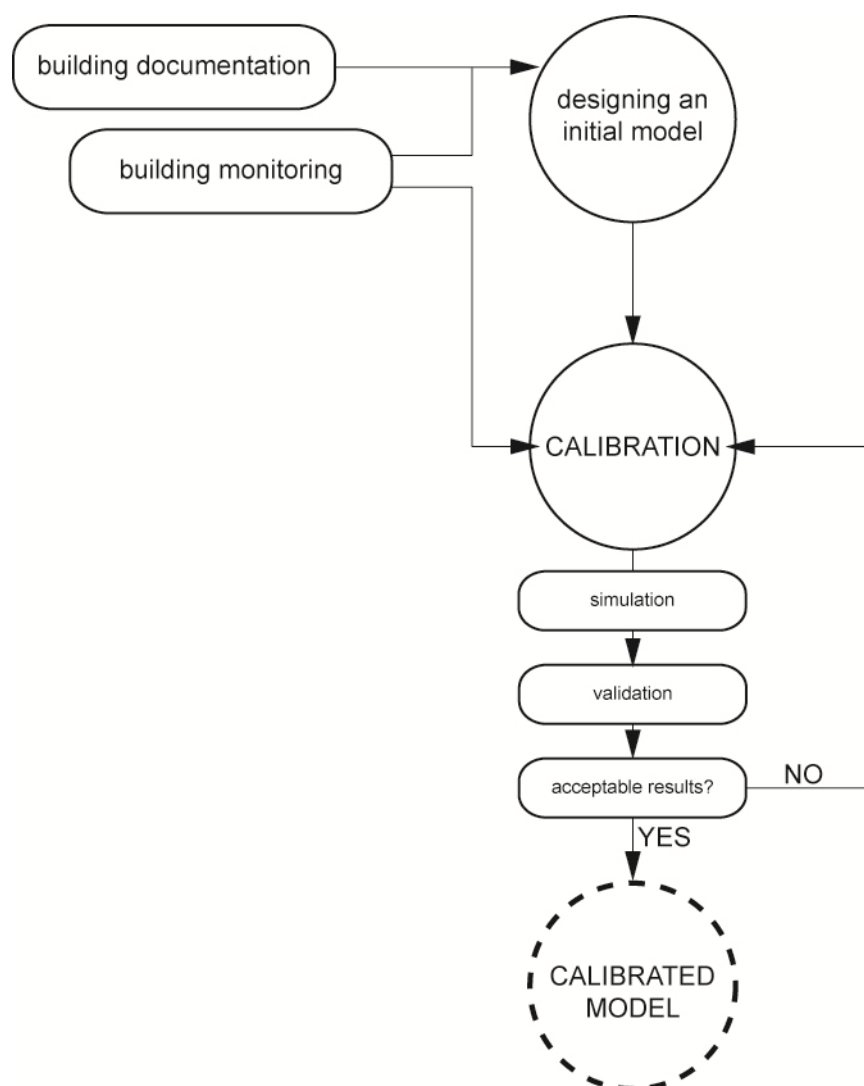 building documentation
designing an
initial model
building monitoring
CALIBRATION
simulation
validation
acceptable results?
NO
YES
CALIBRATED
MODEL